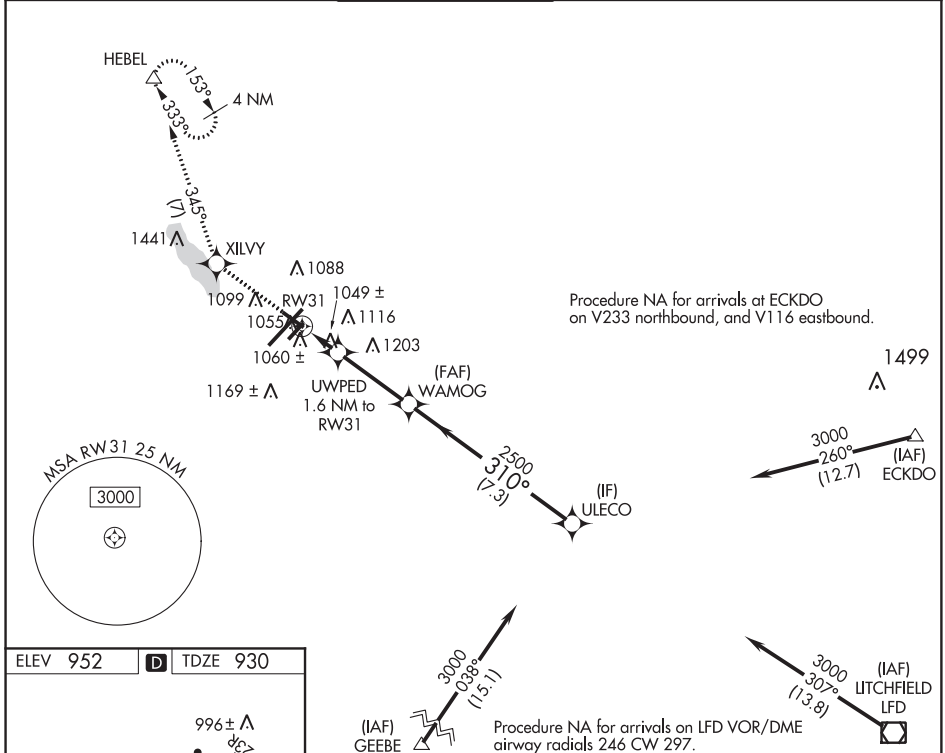 HEBEL
153°
4 NM
333°
345°
(7)
1441
XILVY
1088
1099
RW31
1049 ±
1055
1116
1060 ±
1203
1169 ±
UWPED
1.6 NM to
RW31
(FAF)
WAMOG
Procedure NA for arrivals at ECKDO
on V233 northbound, and V116 eastbound.
1499
3000
260°
(12.7)
(IAF)
ECKDO
2500
310°
(7.3)
(IF)
ULECO
MSA RW31 25 NM
3000
ELEV 952
D
TDZE 930
996±
23R
3000
038°
(15.1)
(IAF)
GEEBE
Procedure NA for arrivals on LFD VOR/DME
airway radials 246 CW 297.
3000
307°
(13.8)
(IAF)
LITCHFIELD
LFD